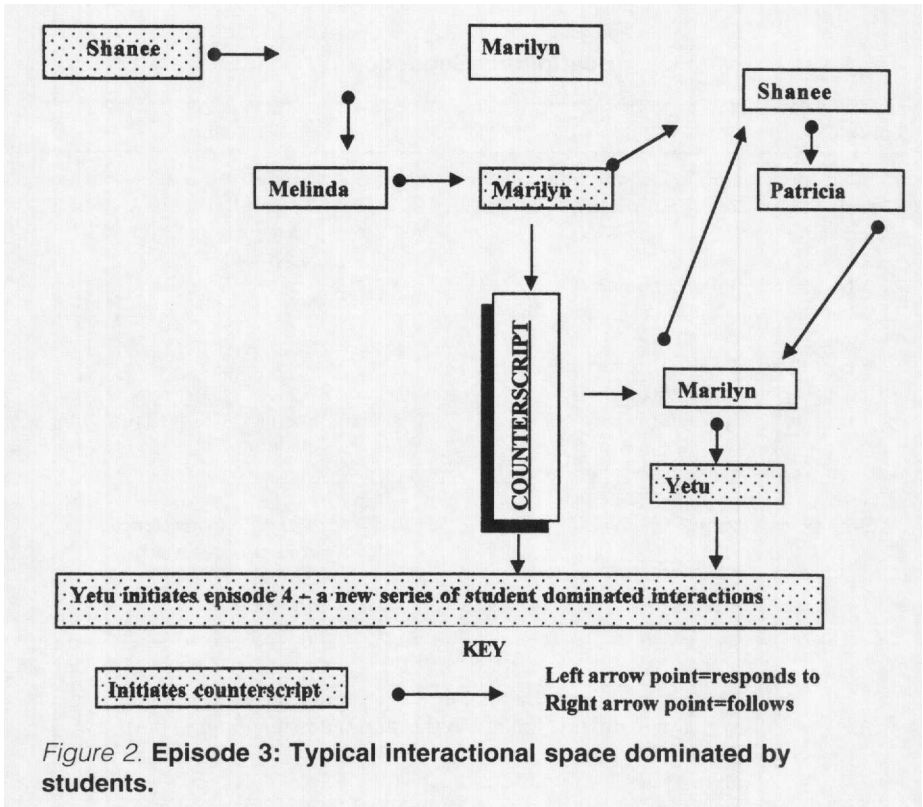 Shanee
Marilyn
Shanee
Melinda
Marilyn
Patricia
COUNTERSCRIPT
Marilyn
Yetu
Yetu initiates episode 4 – a new series of student dominated interactions
KEY
Initiates counterscript
Left arrow point=responds to
Right arrow point=follows
Figure 2. Episode 3: Typical interactional space dominated by
students.